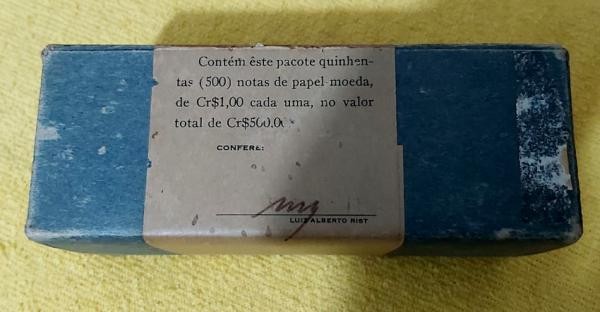 Contém êste pacote quinhen-
tas (500) notas de papel-moeda,
de Cr$1,00 cada uma, no valor
total de Cr$500,00
CONFERE:
LUIZ ALBERTO RIST